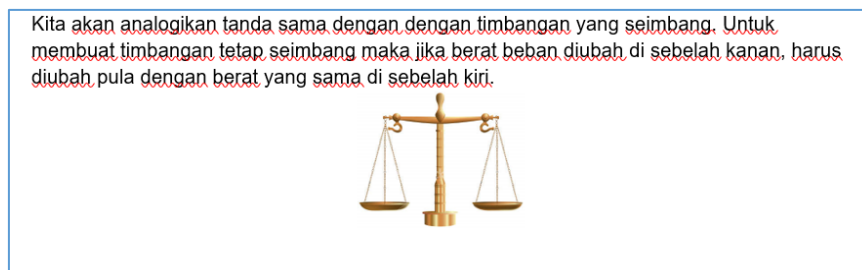 Kita akan analogikan tanda sama dengan dengan timbangan yang seimbang. Untuk
membuat timbangan tetap seimbang maka jika berat beban diubah di sebelah kanan, harus
diubah pula dengan berat yang sama di sebelah kiri.